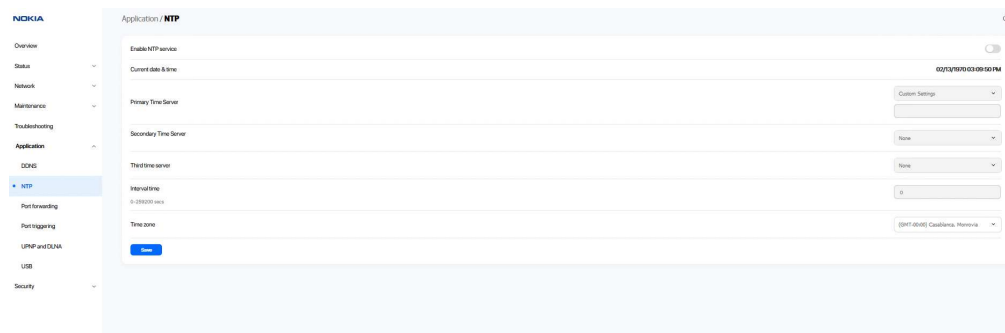 NOKIA
Application / NTP
Overview
Status
Network
Maintenance
Troubleshooting
Application
DDNS
NTP
Port forwarding
Port triggering
UPNP and DLNA
USB
Security
Enable NTP service
Current date & time
02/13/1970 03:09:50 PM
Primary Time Server
Custom Settings
Secondary Time Server
None
Third time server
None
Interval time
0-259200 secs
0
Time zone
(GMT-00:00) Casablanca, Monrovia
Save